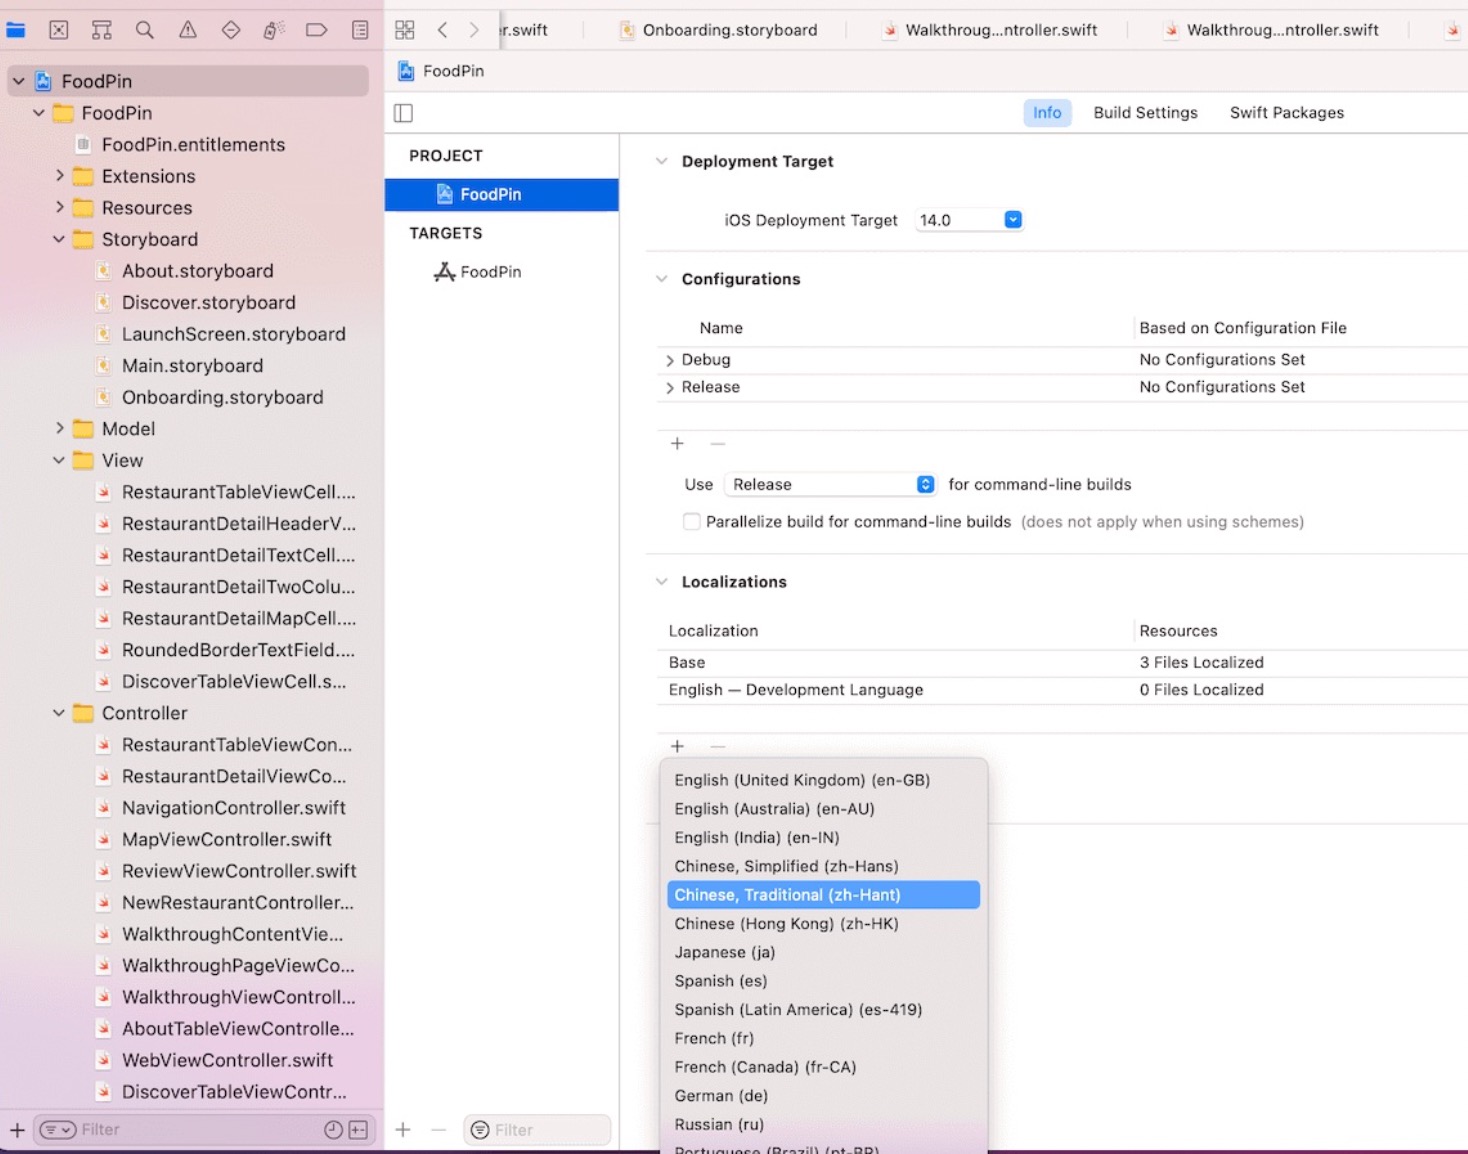 r.swift
Onboarding.storyboard
Walkthroug...ntroller.swift
Walkthroug...ntroller.swift
FoodPin
FoodPin
FoodPin.entitlements
Extensions
Resources
Storyboard
About.storyboard
Discover.storyboard
LaunchScreen.storyboard
Main.storyboard
Onboarding.storyboard
Model
View
RestaurantTableViewCell....
RestaurantDetailHeaderV...
RestaurantDetailTextCell....
RestaurantDetailTwoColu...
RestaurantDetailMapCell....
RoundedBorderTextField....
DiscoverTableViewCell.s...
Controller
RestaurantTableViewCon...
RestaurantDetailViewCo...
NavigationController.swift
MapViewController.swift
ReviewViewController.swift
NewRestaurantController...
WalkthroughContentVie...
WalkthroughPageViewCo...
WalkthroughViewControll...
AboutTableViewControlle...
WebViewController.swift
DiscoverTableViewContr...
Filter
FoodPin
Info Build Settings Swift Packages
PROJECT
FoodPin
TARGETS
FoodPin
Filter
Deployment Target
iOS Deployment Target 14.0
Configurations
Name Based on Configuration File
Debug No Configurations Set
Release No Configurations Set
Use Release for command-line builds
Parallelize build for command-line builds (does not apply when using schemes)
Localizations
Localization Resources
Base 3 Files Localized
English — Development Language 0 Files Localized
English (United Kingdom) (en-GB)
English (Australia) (en-AU)
English (India) (en-IN)
Chinese, Simplified (zh-Hans)
Chinese, Traditional (zh-Hant)
Chinese (Hong Kong) (zh-HK)
Japanese (ja)
Spanish (es)
Spanish (Latin America) (es-419)
French (fr)
French (Canada) (fr-CA)
German (de)
Russian (ru)
Portuguese (Brazil) (pt-BR)